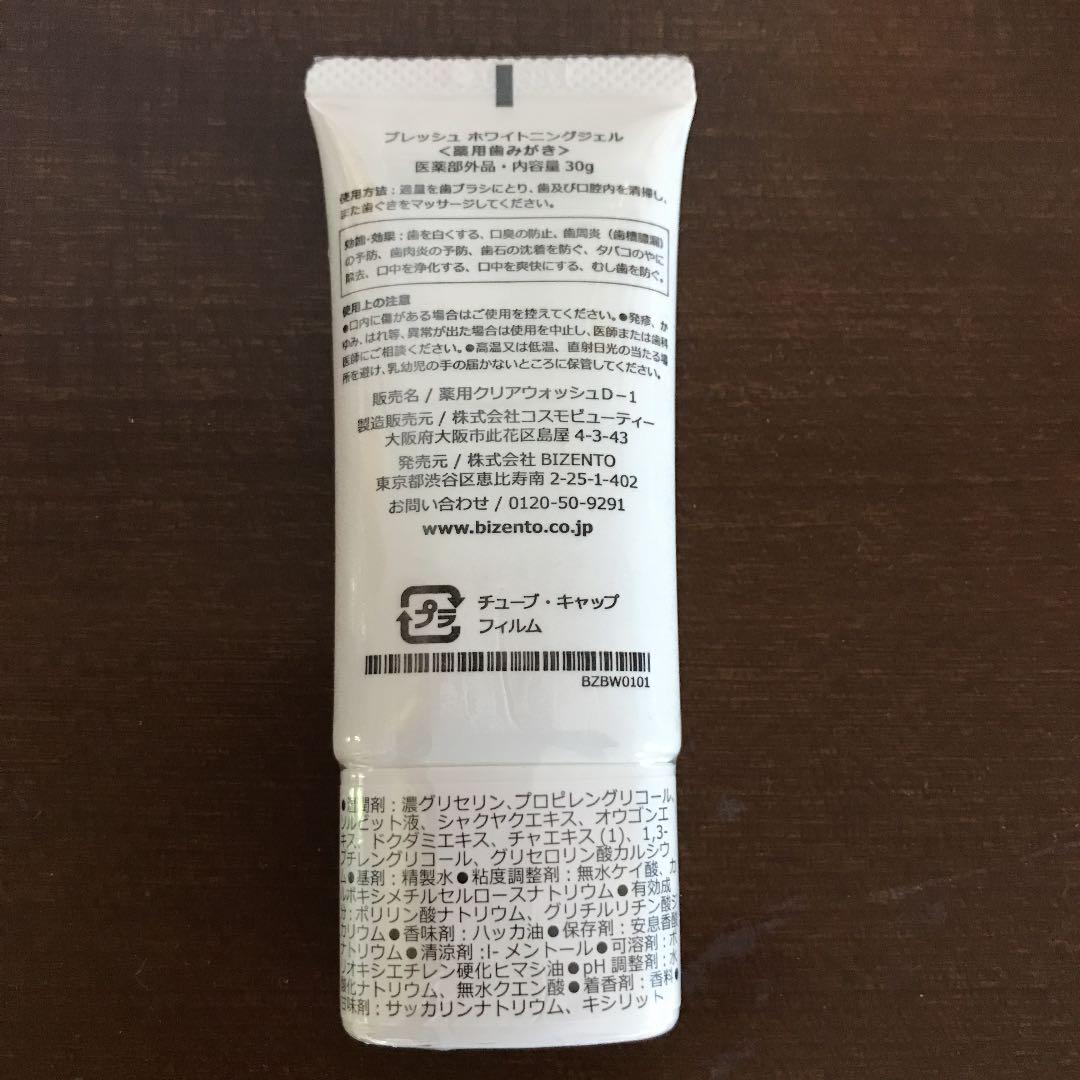 ブレッシュ ホワイトニングジェル
<薬用歯みがき>
医薬部外品・内容量 30g
使用方法：適量を歯ブラシにとり、歯及び口腔内を清掃し、
また歯ぐきをマッサージしてください。
効能・効果：歯を白くする、口臭の防止、歯周炎（歯槽膿漏）
の予防、歯肉炎の予防、歯石の沈着を防ぐ、タバコのやに
除去、口中を浄化する、口中を爽快にする、むし歯を防ぐ。
使用上の注意
●口内に傷がある場合はご使用を控えてください。●発疹、か
ゆみ、はれ等、異常が出た場合は使用を中止し、医師または歯科
医師にご相談ください。●高温又は低温、直射日光の当たる場
所を避け、乳幼児の手の届かないところに保管してください。
販売名 / 薬用クリアウォッシュD－1
製造販売元 / 株式会社コスモビューティー
大阪府大阪市此花区島屋 4-3-43
発売元 / 株式会社 BIZENTO
東京都渋谷区恵比寿南 2-25-1-402
お問い合わせ / 0120-50-9291
www.bizento.co.jp
プラ
チューブ・キャップ
フィルム
BZBW0101
●湿潤剤：濃グリセリン、プロピレングリコール、
ソルビット液、シャクヤクエキス、オウゴンエ
キス、ドクダミエキス、チャエキス(1)、1,3-
ブチレングリコール、グリセロリン酸カルシウ
ム●基剤：精製水●粘度調整剤：無水ケイ酸、カ
ルボキシメチルセルロースナトリウム●有効成
分：ポリリン酸ナトリウム、グリチルリチン酸ジ
カリウム●香味剤：ハッカ油●保存剤：安息香酸
ナトリウム●清涼剤：l-メントール●可溶剤：ポ
リオキシエチレン硬化ヒマシ油●pH 調整剤：水
酸化ナトリウム、無水クエン酸●着香剤：香料●
甘味剤：サッカリンナトリウム、キシリット